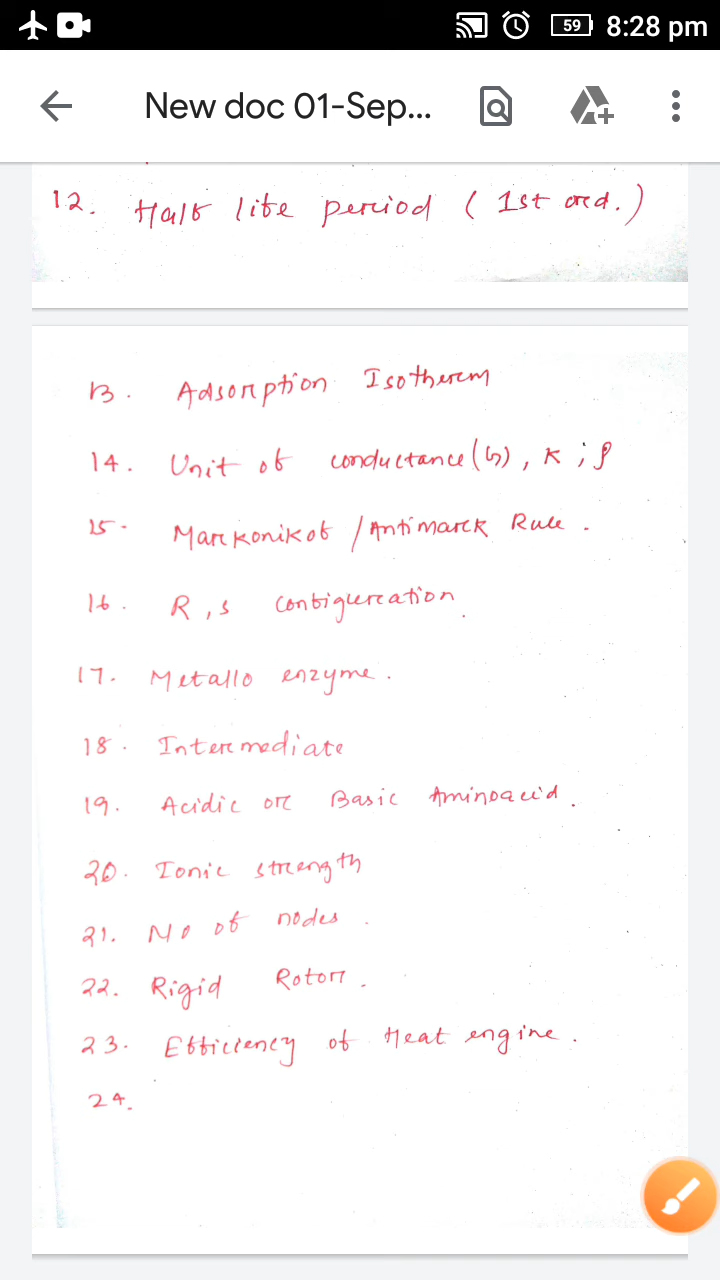 59 8:28 pm
New doc 01-Sep...
12. Half life period (1st ord.)
13. Adsorption Isotherm
14. Unit of conductance(G), K ; ρ
15. Markonikof / Antimark Rule.
16. R, S configuration.
17. Metallo enzyme.
18. Intermediate
19. Acidic or Basic Aminoacid.
20. Ionic strength
21. No of nodes.
22. Rigid Rotor.
23. Efficiency of Heat engine.
24.